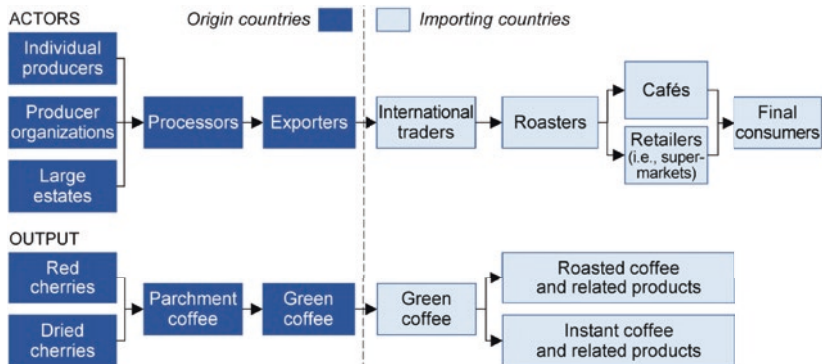 ACTORS
Origin countries
Importing countries
Individual
producers
Producer
organizations
Large
estates
Processors
Exporters
International
traders
Roasters
Cafés
Retailers
(i.e., super-
markets)
Final
consumers
OUTPUT
Red
cherries
Dried
cherries
Parchment
coffee
Green
coffee
Green
coffee
Roasted coffee
and related products
Instant coffee
and related products